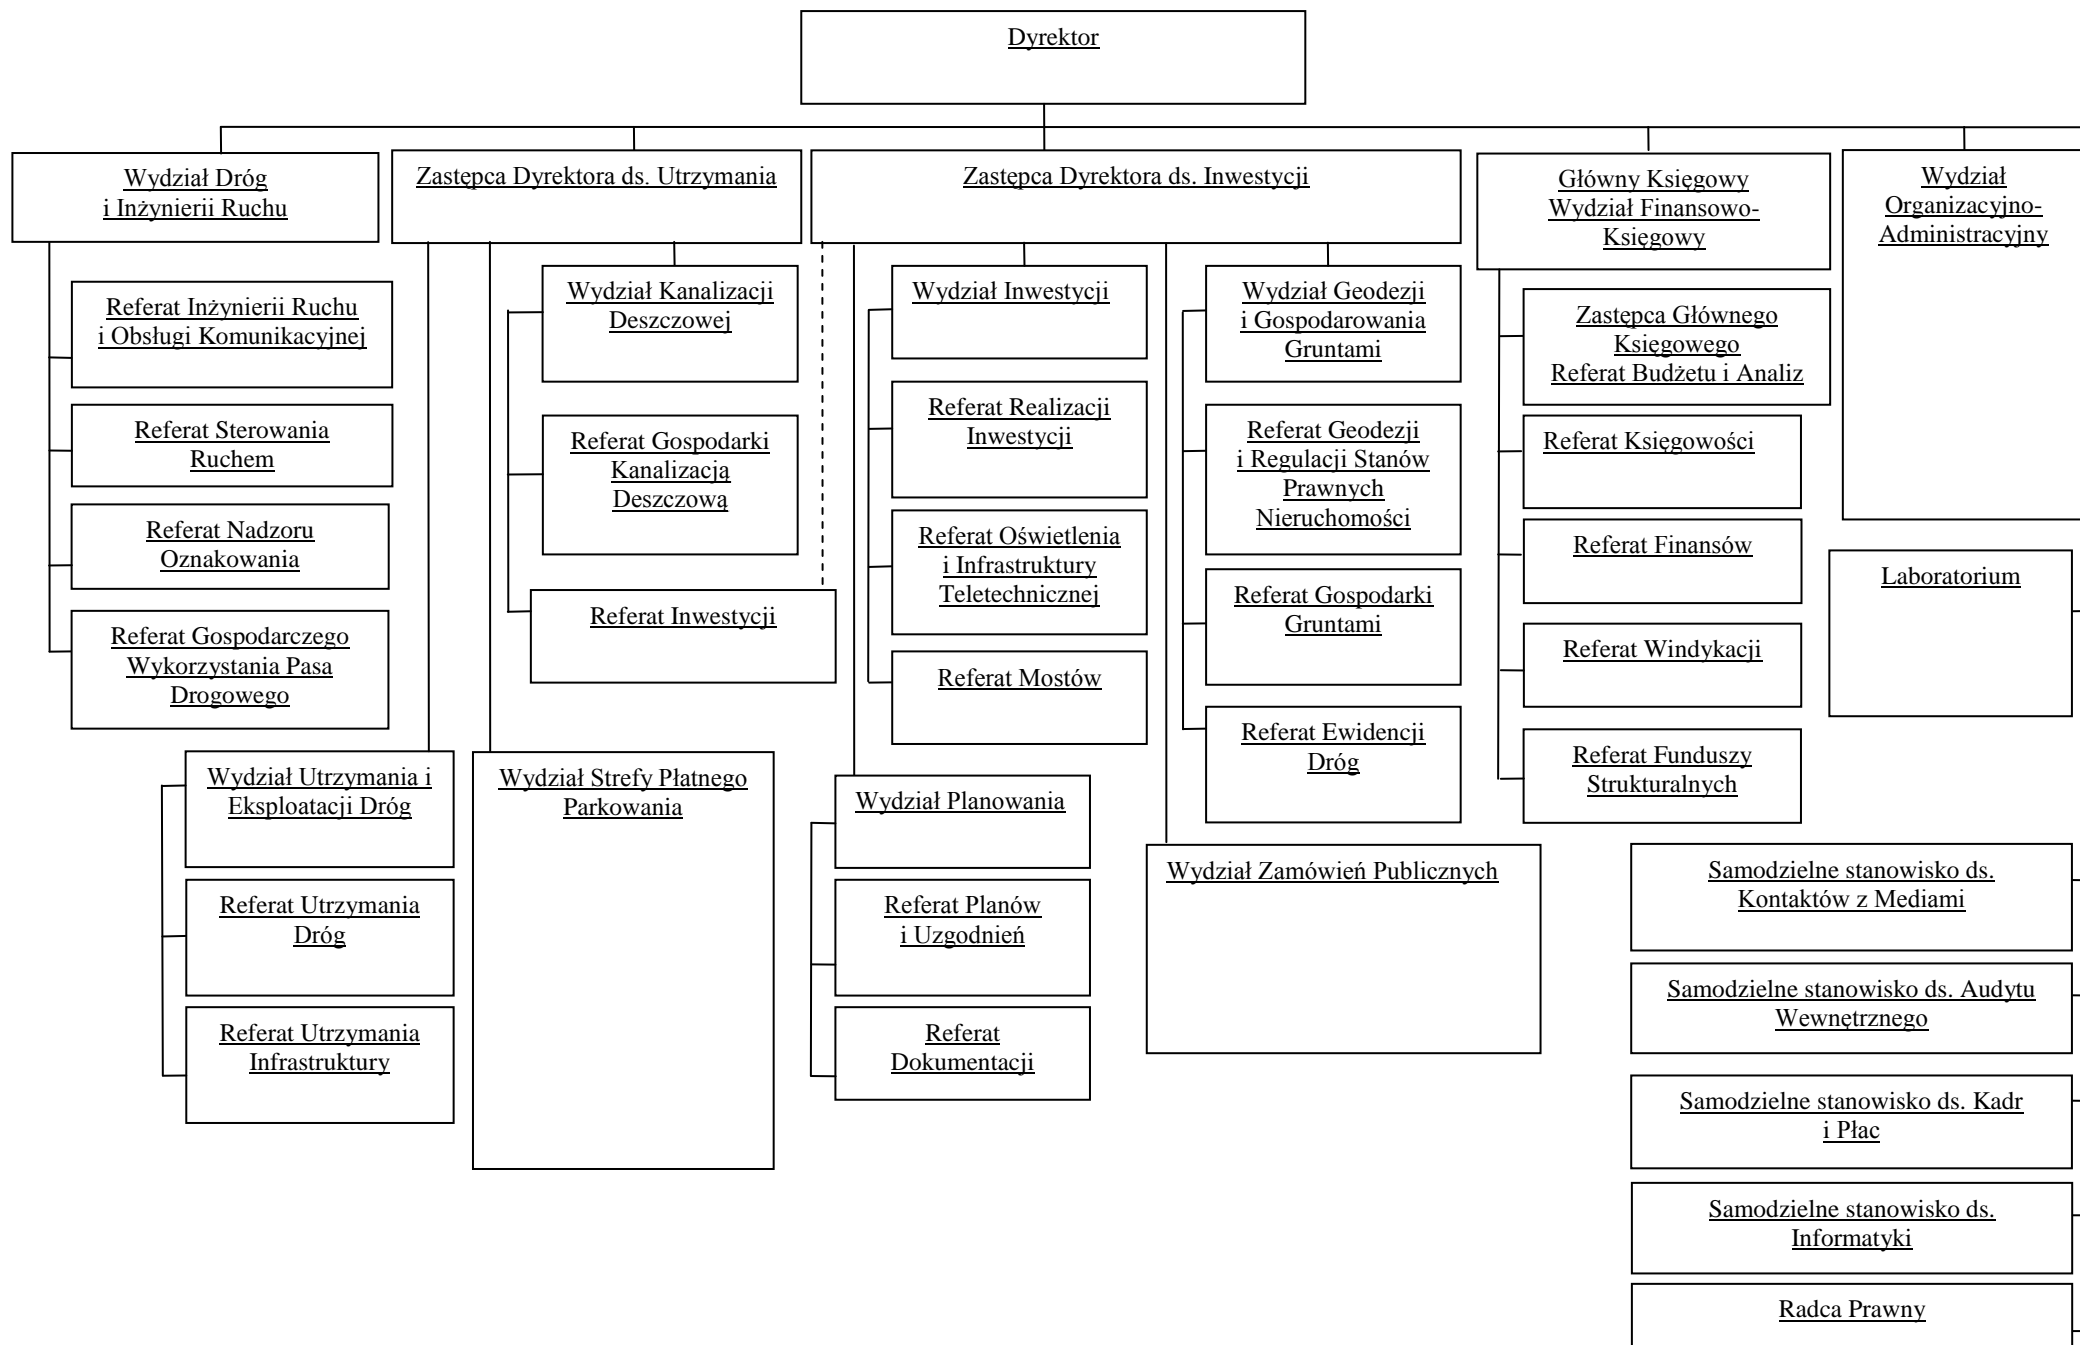 Dyrektor
Wydział Dróg
i Inżynierii Ruchu
Zastępca Dyrektora ds. Utrzymania
Zastępca Dyrektora ds. Inwestycji
Główny Księgowy
Wydział Finansowo-
Księgowy
Wydział
Organizacyjno-
Administracyjny
Referat Inżynierii Ruchu
i Obsługi Komunikacyjnej
Referat Sterowania
Ruchem
Referat Nadzoru
Oznakowania
Referat Gospodarczego
Wykorzystania Pasa
Drogowego
Wydział Kanalizacji
Deszczowej
Referat Gospodarki
Kanalizacją
Deszczową
Referat Inwestycji
Wydział Inwestycji
Referat Realizacji
Inwestycji
Referat Oświetlenia
i Infrastruktury
Teletechnicznej
Referat Mostów
Wydział Geodezji
i Gospodarowania
Gruntami
Referat Geodezji
i Regulacji Stanów
Prawnych
Nieruchomości
Referat Gospodarki
Gruntami
Referat Ewidencji
Dróg
Zastępca Głównego
Księgowego
Referat Budżetu i Analiz
Referat Księgowości
Referat Finansów
Referat Windykacji
Referat Funduszy
Strukturalnych
Laboratorium
Wydział Utrzymania i
Eksploatacji Dróg
Referat Utrzymania
Dróg
Referat Utrzymania
Infrastruktury
Wydział Strefy Płatnego
Parkowania
Wydział Planowania
Referat Planów
i Uzgodnień
Referat
Dokumentacji
Wydział Zamówień Publicznych
Samodzielne stanowisko ds.
Kontaktów z Mediami
Samodzielne stanowisko ds. Audytu
Wewnętrznego
Samodzielne stanowisko ds. Kadr
i Płac
Samodzielne stanowisko ds.
Informatyki
Radca Prawny